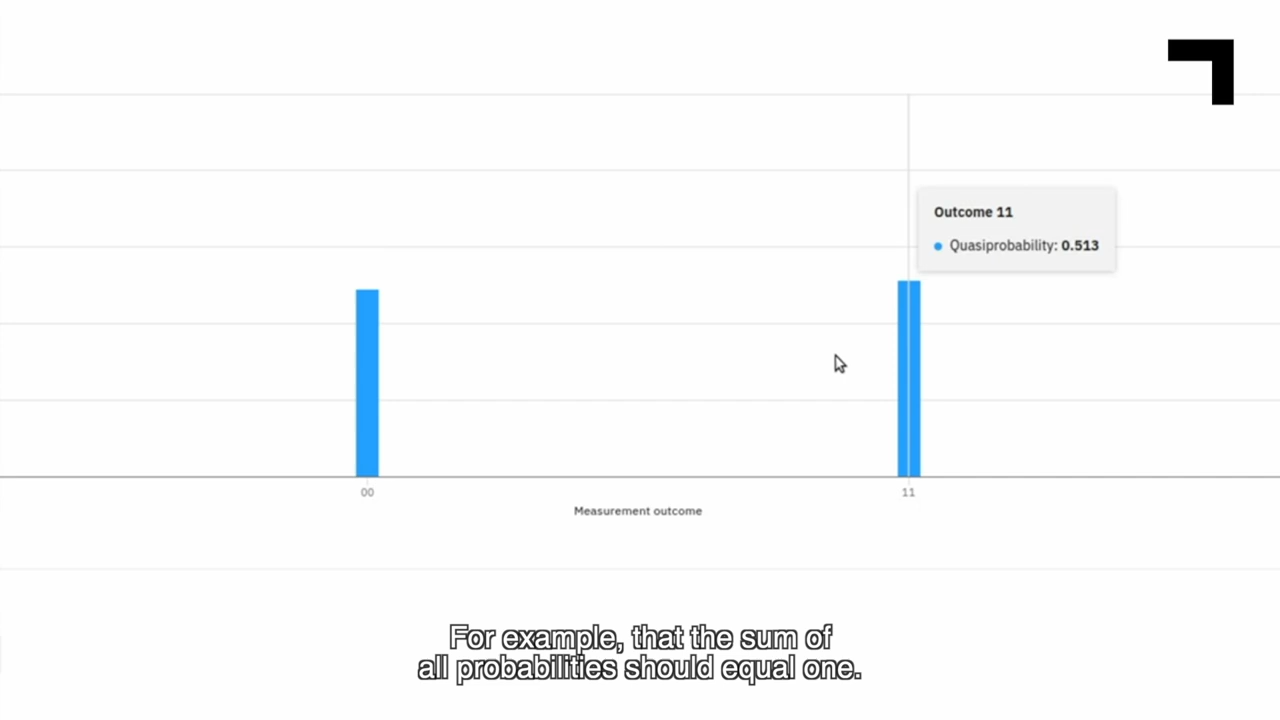 Outcome 11
Quasiprobability: 0.513
00
11
Measurement outcome
For example, that the sum of
all probabilities should equal one.